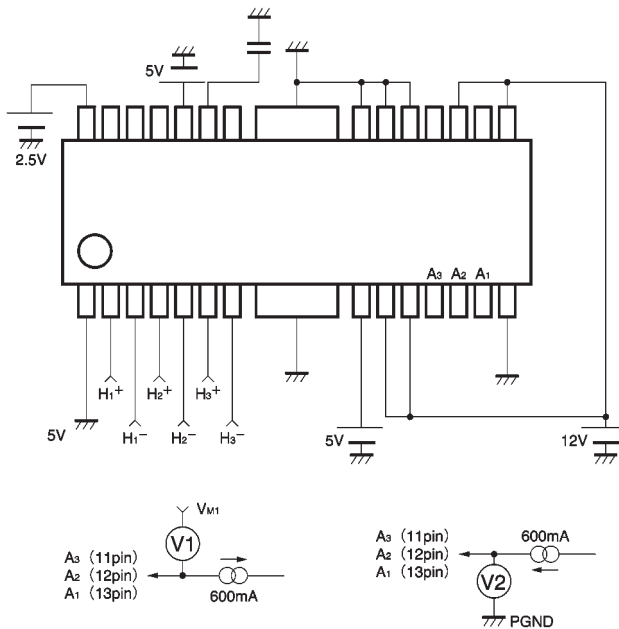 5V
2.5V
A₃ A₂ A₁
H₁⁺ H₂⁺ H₃⁺
5V H₁⁻ H₂⁻ H₃⁻ 5V 12V
VM1
A₃ (11pin)
A₂ (12pin)
A₁ (13pin)
V1
600mA
A₃ (11pin)
A₂ (12pin)
A₁ (13pin)
600mA
V2
PGND